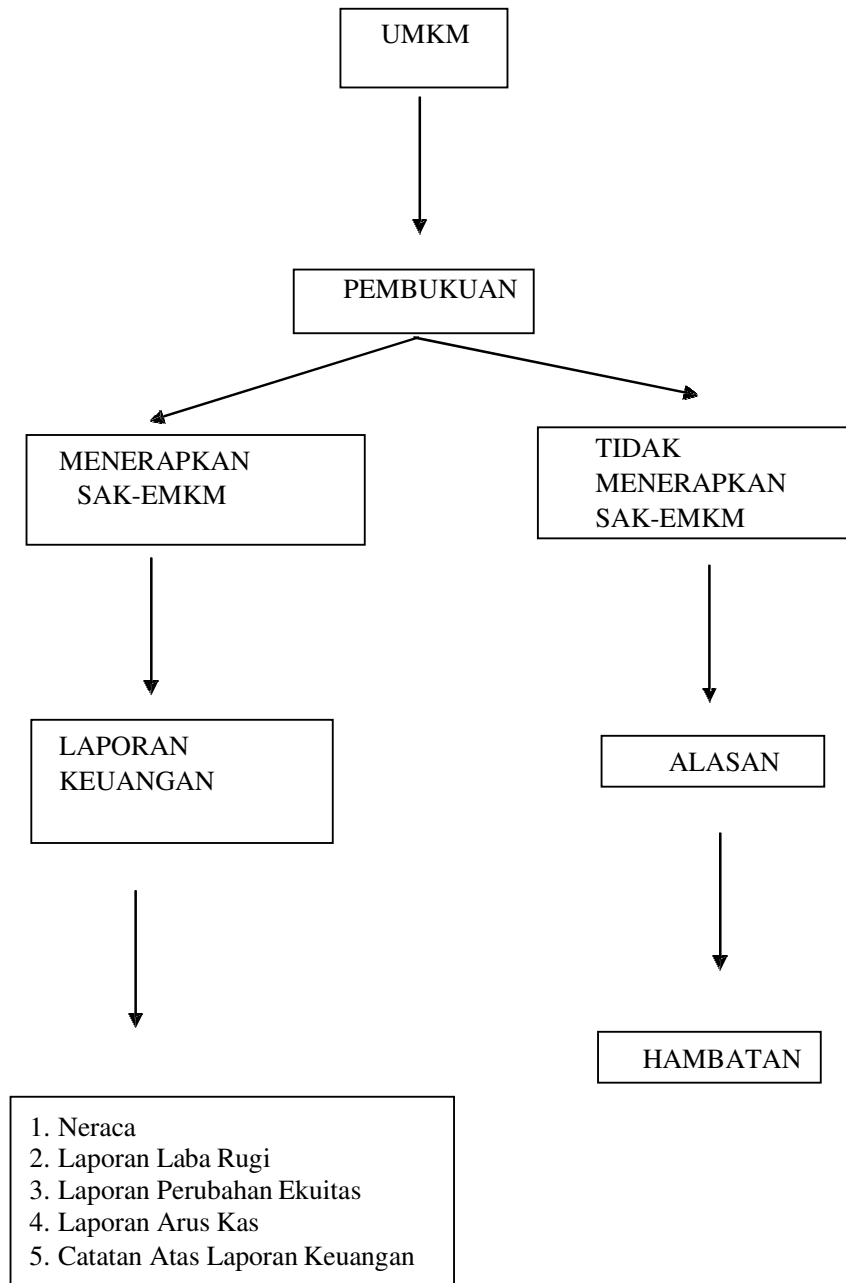 UMKM
PEMBUKUAN
MENERAPKAN
SAK-EMKM
TIDAK
MENERAPKAN
SAK-EMKM
LAPORAN
KEUANGAN
ALASAN
HAMBATAN
1. Neraca
2. Laporan Laba Rugi
3. Laporan Perubahan Ekuitas
4. Laporan Arus Kas
5. Catatan Atas Laporan Keuangan